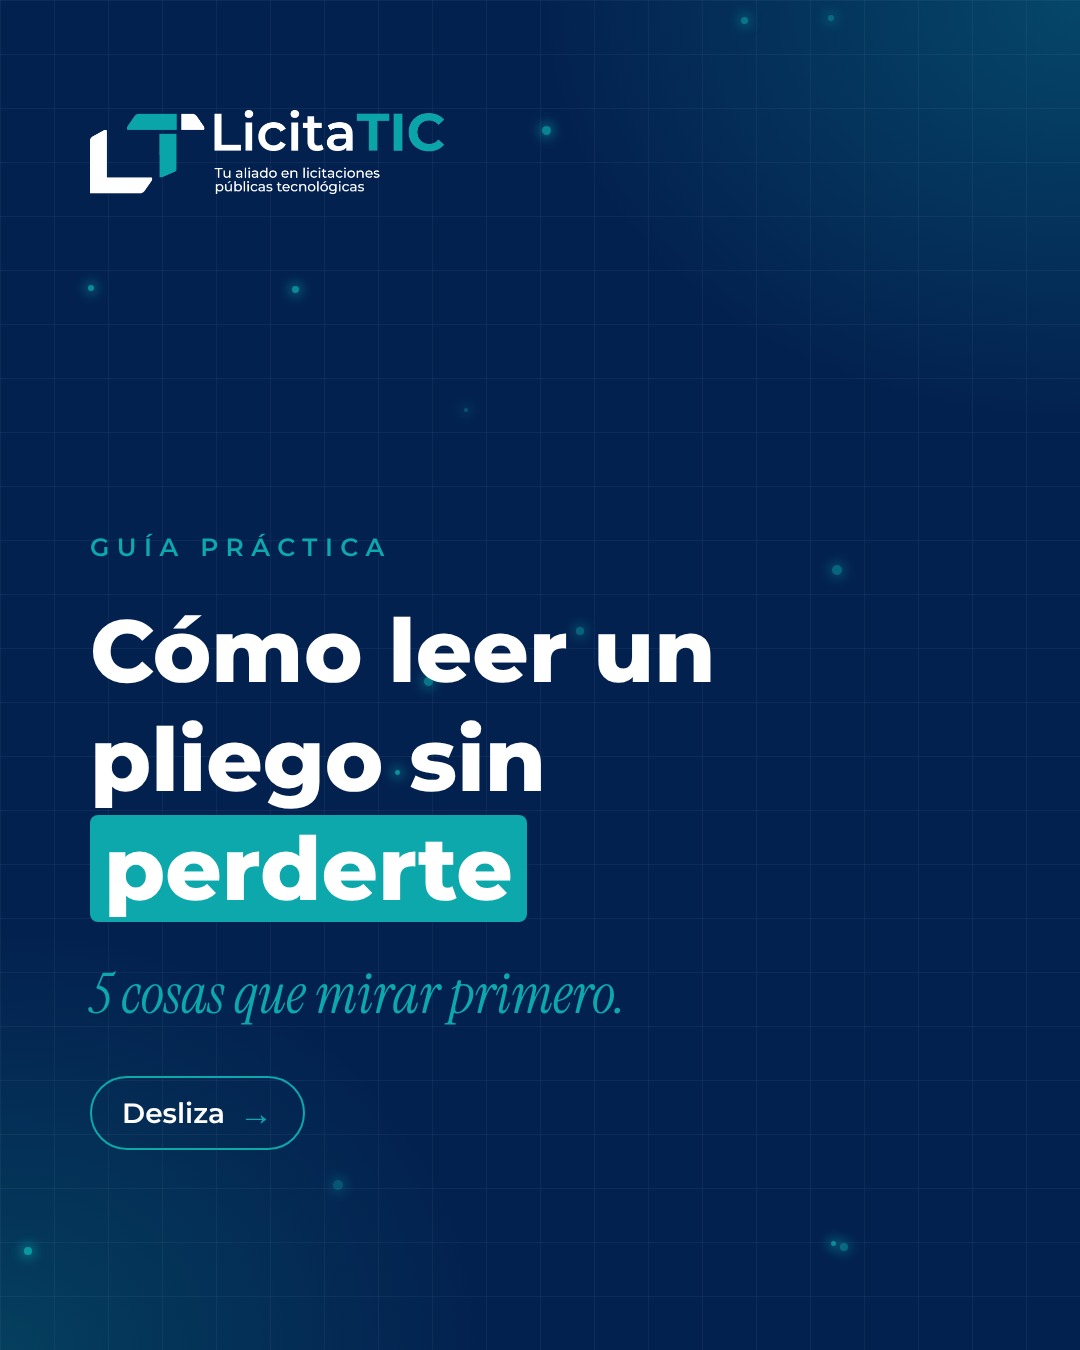 LicitaTIC
Tu aliado en licitaciones
públicas tecnológicas
GUÍA PRÁCTICA
Cómo leer un
pliego sin
perderte
5 cosas que mirar primero.
Desliza →